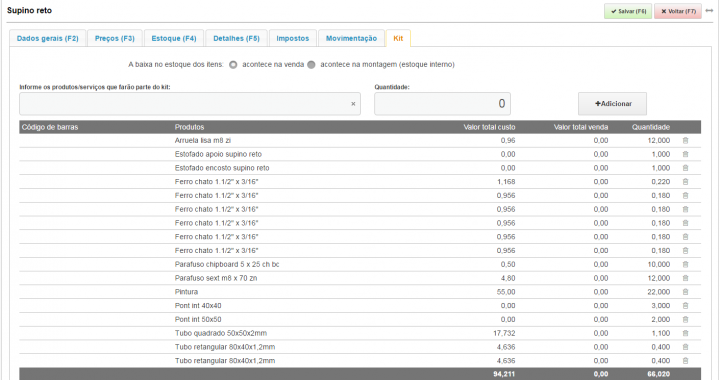 Supino reto
Salvar (F6) Voltar (F7)
Dados gerais (F2) Preços (F3) Estoque (F4) Detalhes (F5) Impostos Movimentação Kit
A baixa no estoque dos itens: acontece na venda acontece na montagem (estoque interno)
Informe os produtos/serviços que farão parte do kit: Quantidade:
0 +Adicionar
Código de barras Produtos Valor total custo Valor total venda Quantidade
Arruela lisa m8 zi 0,96 0,00 12,000
Estofado apoio supino reto 0,00 0,00 1,000
Estofado encosto supino reto 0,00 0,00 1,000
Ferro chato 1.1/2" x 3/16" 1,168 0,00 0,220
Ferro chato 1.1/2" x 3/16" 0,956 0,00 0,180
Ferro chato 1.1/2" x 3/16" 0,956 0,00 0,180
Ferro chato 1.1/2" x 3/16" 0,956 0,00 0,180
Ferro chato 1.1/2" x 3/16" 0,956 0,00 0,180
Ferro chato 1.1/2" x 3/16" 0,956 0,00 0,180
Parafuso chipboard 5 x 25 ch bc 0,50 0,00 10,000
Parafuso sext m8 x 70 zn 4,80 0,00 12,000
Pintura 55,00 0,00 22,000
Pont int 40x40 0,00 0,00 3,000
Pont int 50x50 0,00 0,00 2,000
Tubo quadrado 50x50x2mm 17,732 0,00 1,100
Tubo retangular 80x40x1,2mm 4,636 0,00 0,400
Tubo retangular 80x40x1,2mm 4,636 0,00 0,400
94,211 0,00 66,020